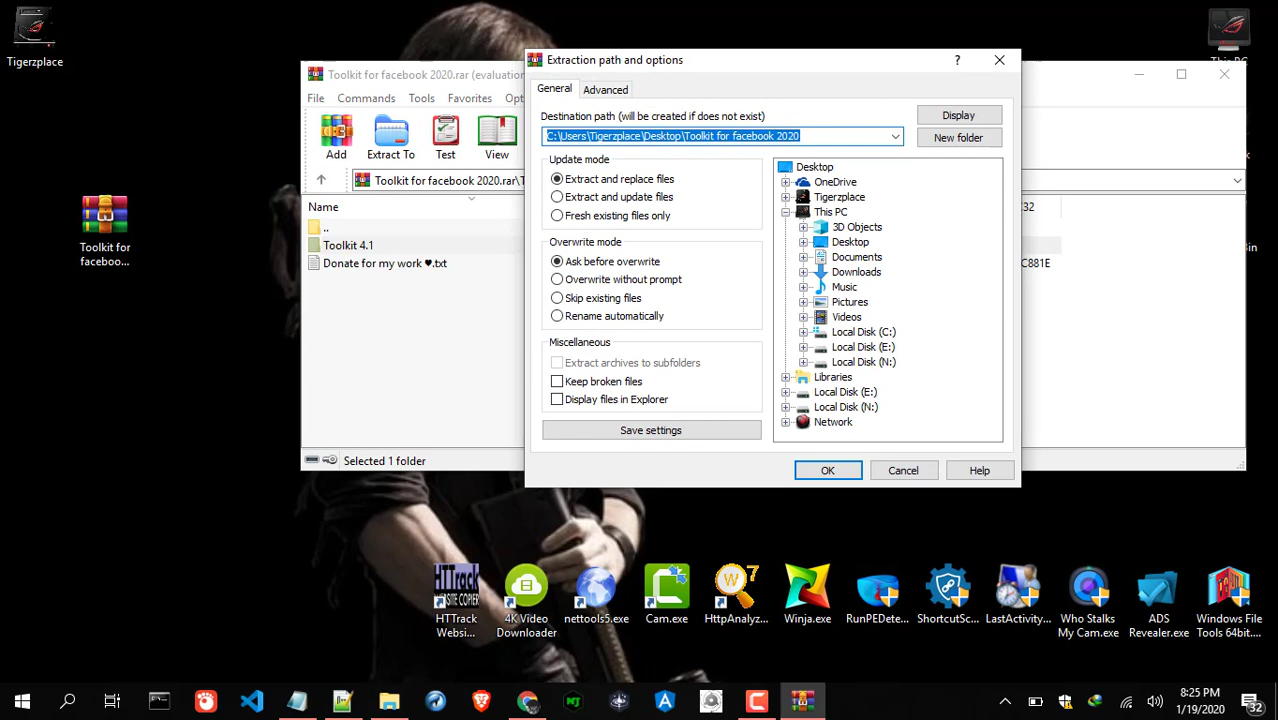 Tigerzplace
Toolkit for
faceboo...
Toolkit for facebook 2020.rar (evaluation
File Commands Tools Favorites Opt
Add Extract To Test View
Toolkit for facebook 2020.rar\T
Name
..
Toolkit 4.1
Donate for my work ♥.txt
Selected 1 folder
Extraction path and options
? 
General Advanced
Destination path (will be created if does not exist)
C:\Users\Tigerzplace\Desktop\Toolkit for facebook 2020
Display
New folder
Update mode
Extract and replace files
Extract and update files
Fresh existing files only
Overwrite mode
Ask before overwrite
Overwrite without prompt
Skip existing files
Rename automatically
Miscellaneous
Extract archives to subfolders
Keep broken files
Display files in Explorer
Save settings
Desktop
OneDrive
Tigerzplace
This PC
3D Objects
Desktop
Documents
Downloads
Music
Pictures
Videos
Local Disk (C:)
Local Disk (E:)
Local Disk (N:)
Libraries
Local Disk (E:)
Local Disk (N:)
Network
OK Cancel Help
C32
C881E
HTTrack
Websi...
4K Video
Downloader
nettools5.exe
Cam.exe
HttpAnalyz...
Winja.exe
RunPEDete...
ShortcutSc...
LastActivity...
Who Stalks
My Cam.exe
ADS
Revealer.exe
Windows File
Tools 64bit....
8:25 PM
1/19/2020
32